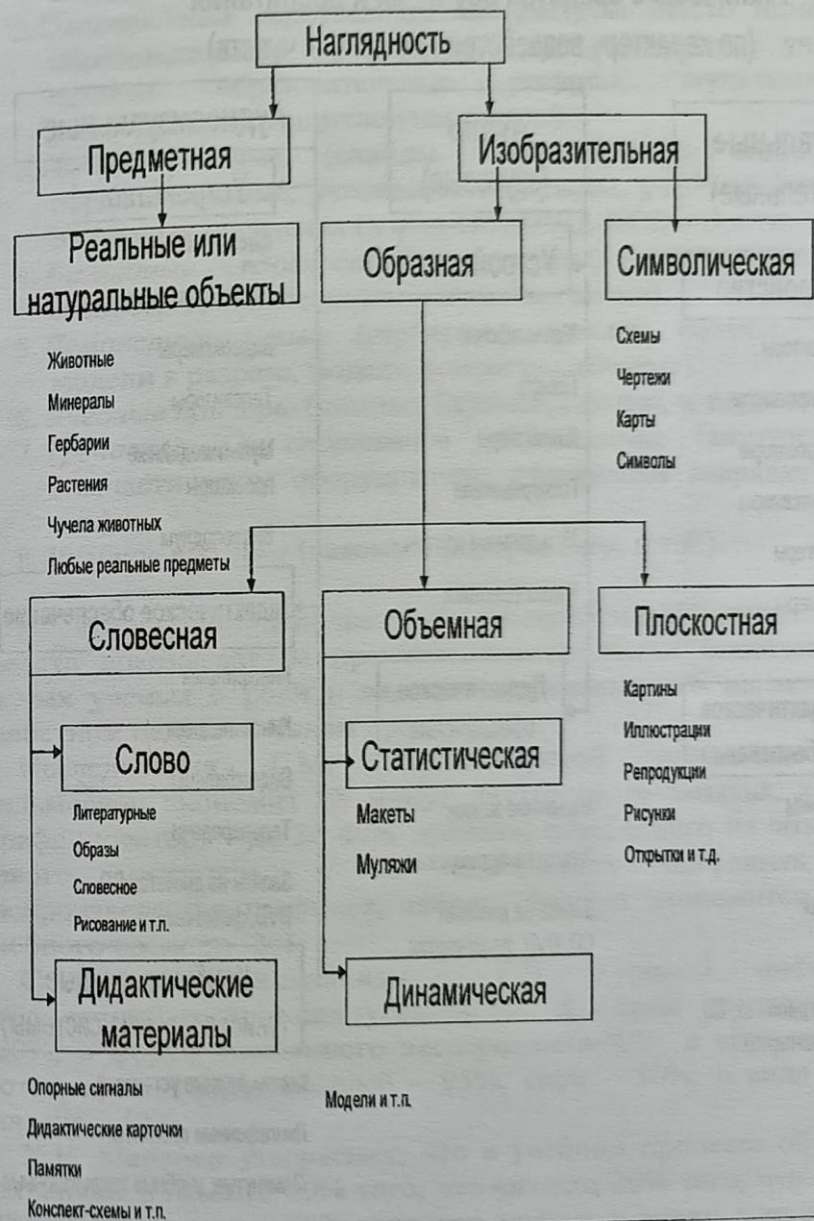 Наглядность
Предметная
Изобразительная
Реальные или
натуральные объекты
Образная
Символическая
Животные
Минералы
Гербарии
Растения
Чучела животных
Любые реальные предметы
Схемы
Чертежи
Карты
Символы
Словесная
Объемная
Плоскостная
Слово
Литературные
Образы
Словесное
Рисование и т.п.
Дидактические
материалы
Опорные сигналы
Дидактические карточки
Памятки
Конспект-схемы и т.п.
Статистическая
Макеты
Муляжи
Динамическая
Модели и т.п.
Картины
Иллюстрации
Репродукции
Рисунки
Открытки и т.д.